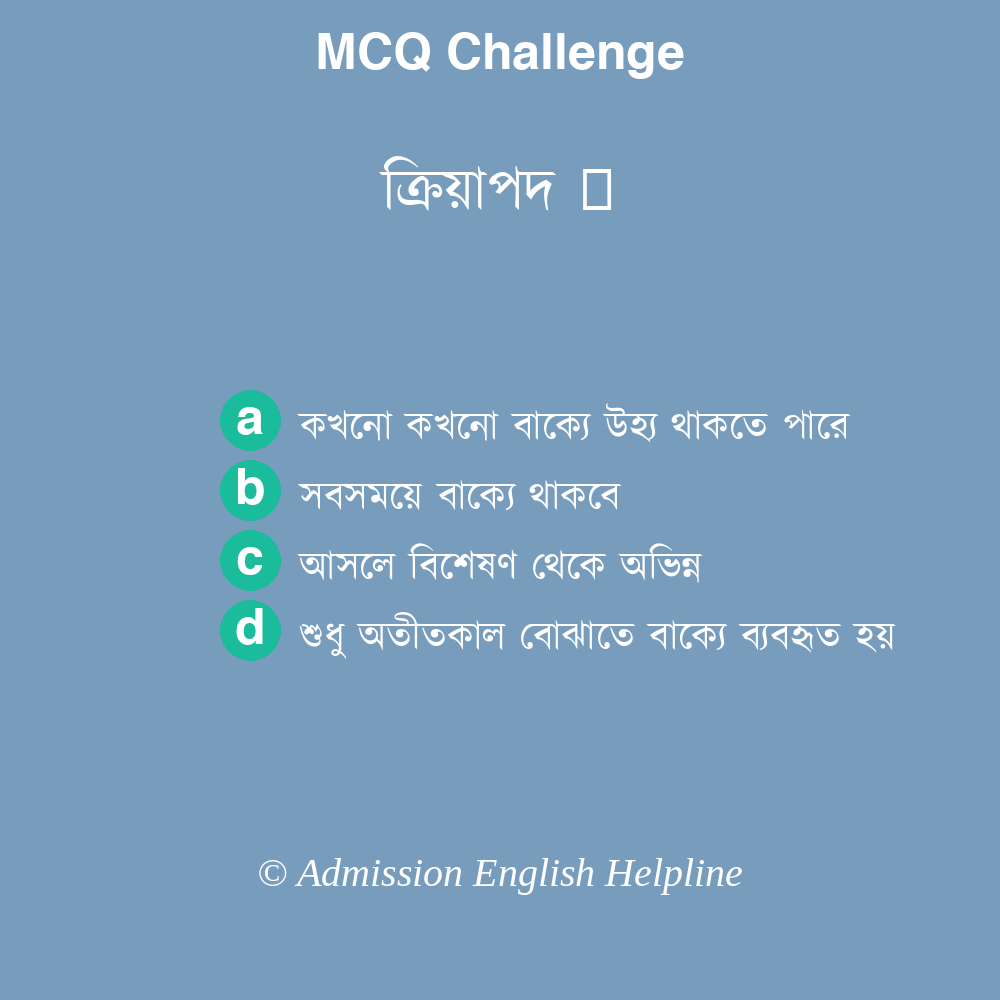 MCQ Challenge
ক্রিয়াপদ
a কখনো কখনো বাক্যে উহ্য থাকতে পারে
b সবসময়ে বাক্যে থাকবে
c আসলে বিশেষণ থেকে অভিন্ন
d শুধু অতীতকাল বোঝাতে বাক্যে ব্যবহৃত হয়
© Admission English Helpline